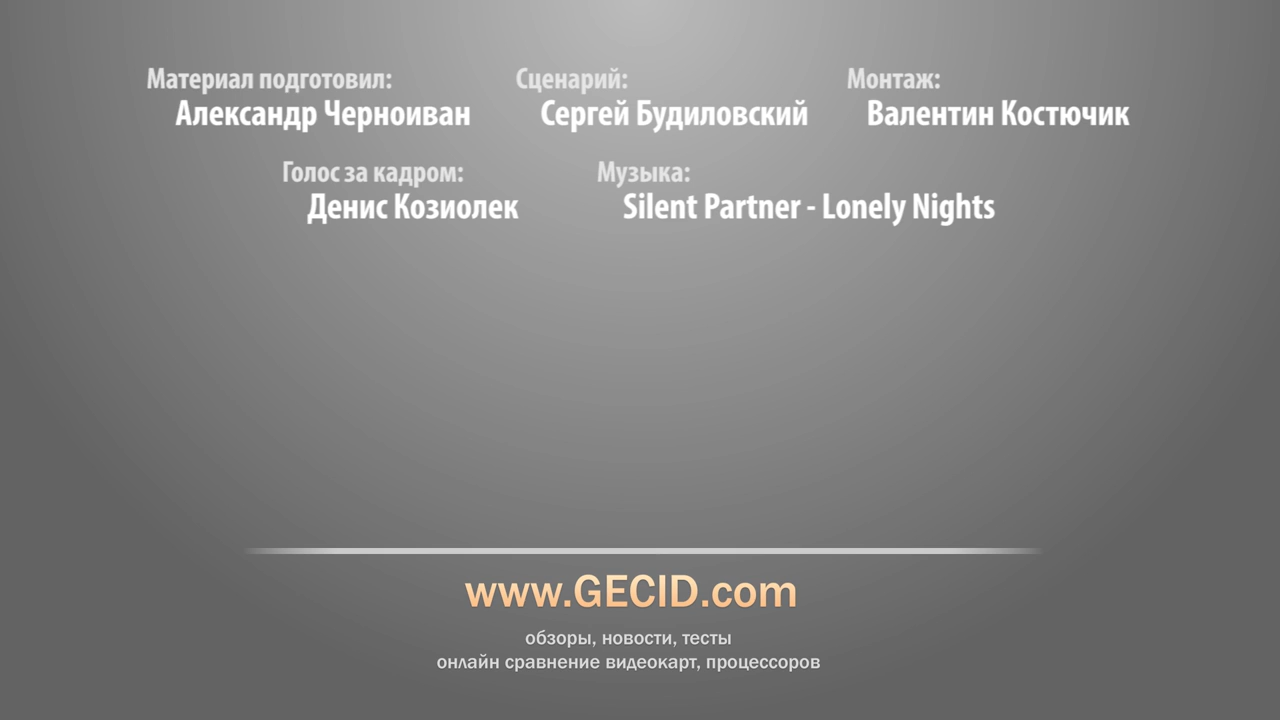 Материал подготовил:
Александр Черноиван
Сценарий:
Сергей Будиловский
Монтаж:
Валентин Костючик
Голос за кадром:
Денис Козиолек
Музыка:
Silent Partner - Lonely Nights
www.GECID.com
обзоры, новости, тесты
онлайн сравнение видеокарт, процессоров